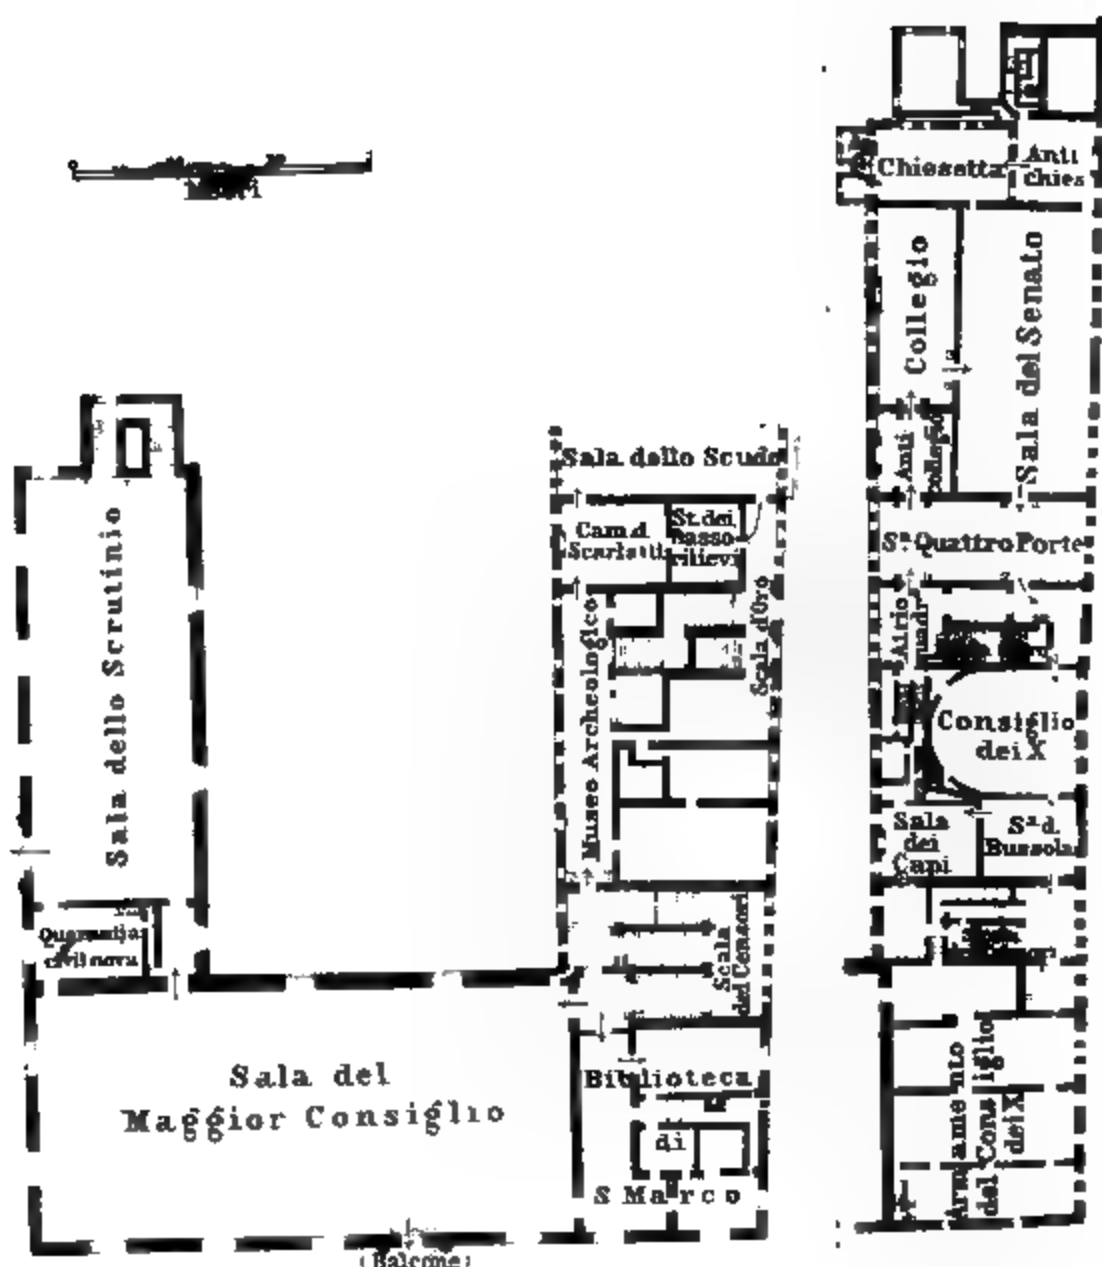 Chiesetta
Anti
chies
Collegio
Sala del Senato
Anti
collegio
Sª Quattro Porte
Atrio
quadr
Consiglio
dei X
Sala
dei
Capi
Sª d.
Bussola
Armamento
del Consiglio
dei X
Sala dello Scudo
Cam.d.
Scarlatti
St. dei
Basso
rilievi
Museo Archeologico
Scala d'Oro
Scala
dei Censori
Biblioteca
di
S Marco
Sala dello Scrutinio
Quarantia
civil nova
Sala del
Maggior Consiglio
(Balcone)